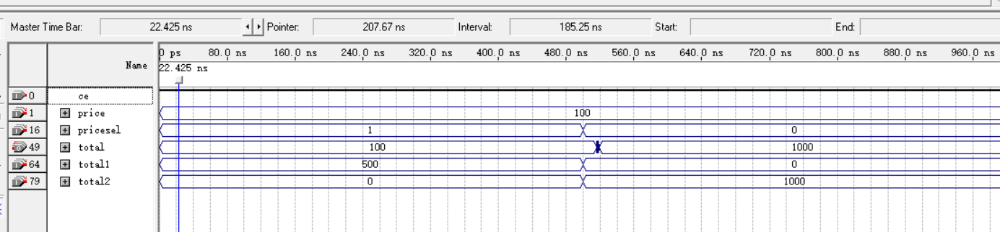 Master Time Bar: 22.425 ns Pointer: 207.67 ns Interval: 185.25 ns Start: End:
Name 0 ps 80.0 ns 160.0 ns 240.0 ns 320.0 ns 400.0 ns 480.0 ns 560.0 ns 640.0 ns 720.0 ns 800.0 ns 880.0 ns 960.0 ns
22.425 ns
0 ce
1 price 100
16 pricesel 1 0
49 total 100 1000
64 total1 500 0
79 total2 0 1000